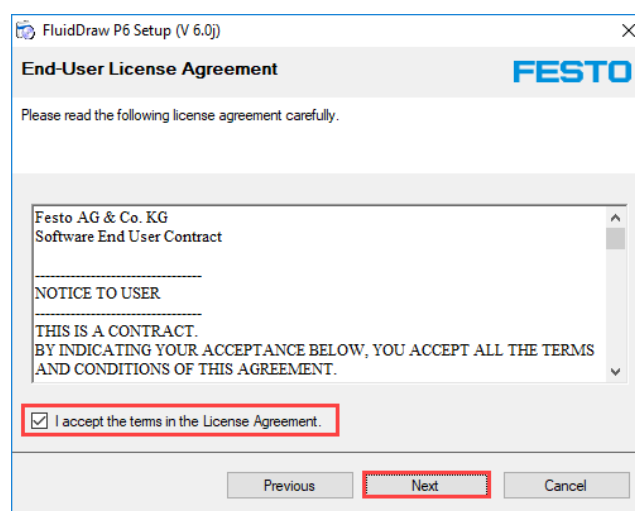 FluidDraw P6 Setup (V 6.0j)
End-User License Agreement
FESTO
Please read the following license agreement carefully.
Festo AG & Co. KG
Software End User Contract
--------------------------------
NOTICE TO USER
--------------------------------
THIS IS A CONTRACT.
BY INDICATING YOUR ACCEPTANCE BELOW, YOU ACCEPT ALL THE TERMS
AND CONDITIONS OF THIS AGREEMENT.
I accept the terms in the License Agreement.
Previous
Next
Cancel